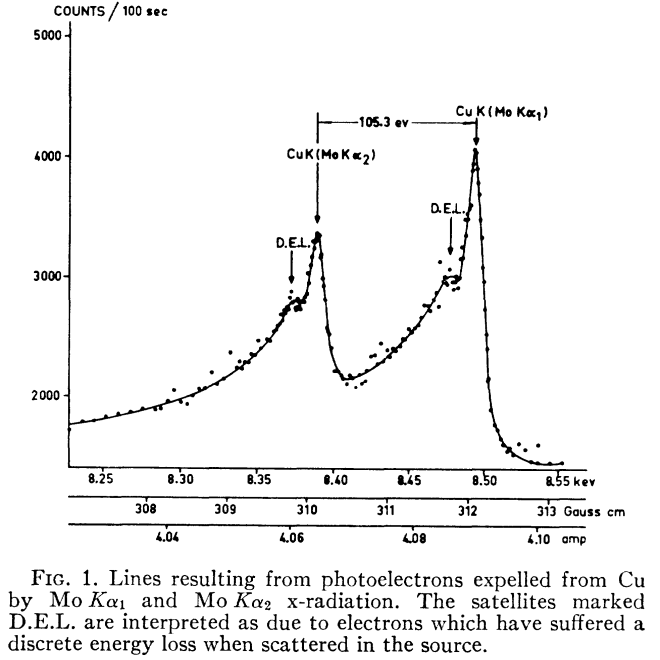 COUNTS / 100 sec
5000
4000
3000
2000
105.3 ev
Cu K (Mo Kα1)
Cu K (Mo Kα2)
D.E.L.
D.E.L.
8.25 8.30 8.35 8.40 8.45 8.50 8.55 kev
308 309 310 311 312 313 Gauss cm
4.04 4.06 4.08 4.10 amp
FIG. 1. Lines resulting from photoelectrons expelled from Cu
by Mo Kα1 and Mo Kα2 x-radiation. The satellites marked
D.E.L. are interpreted as due to electrons which have suffered a
discrete energy loss when scattered in the source.